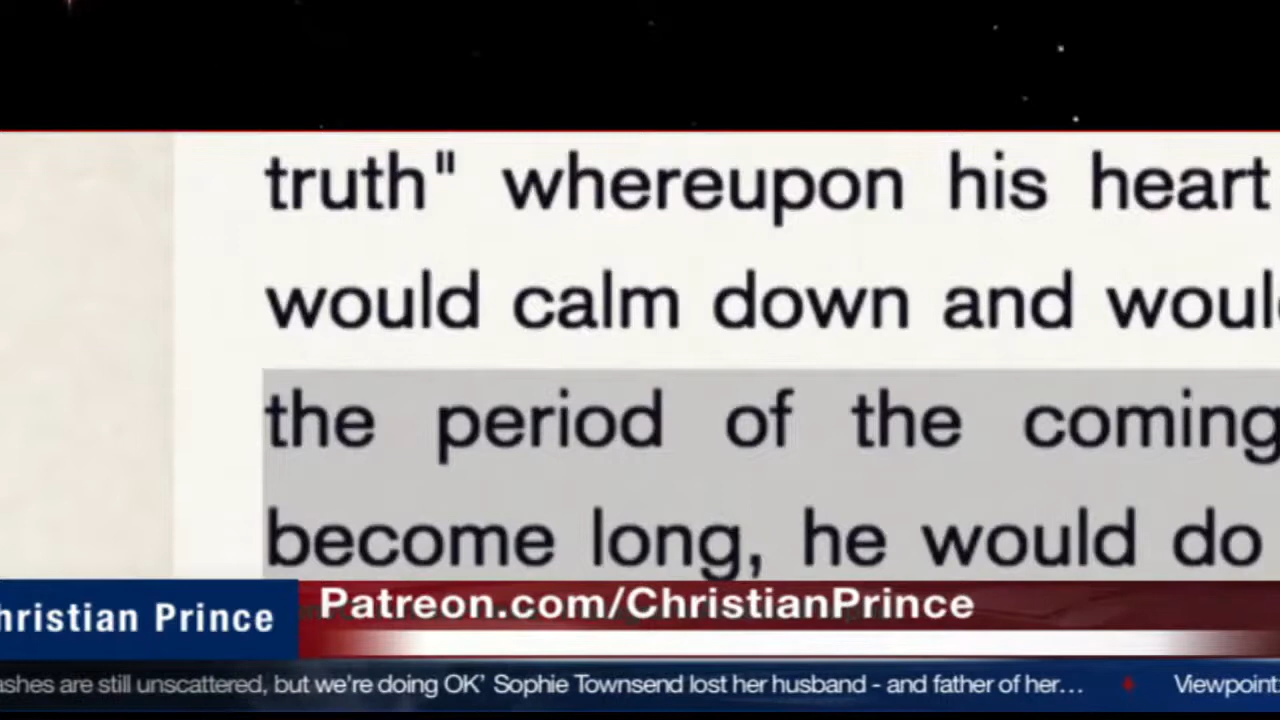 truth" whereupon his heart
would calm down and woul
the period of the coming
become long, he would do
hristian Prince
Patreon.com/ChristianPrince
ashes are still unscattered, but we're doing OK' Sophie Townsend lost her husband - and father of her…
Viewpoint: